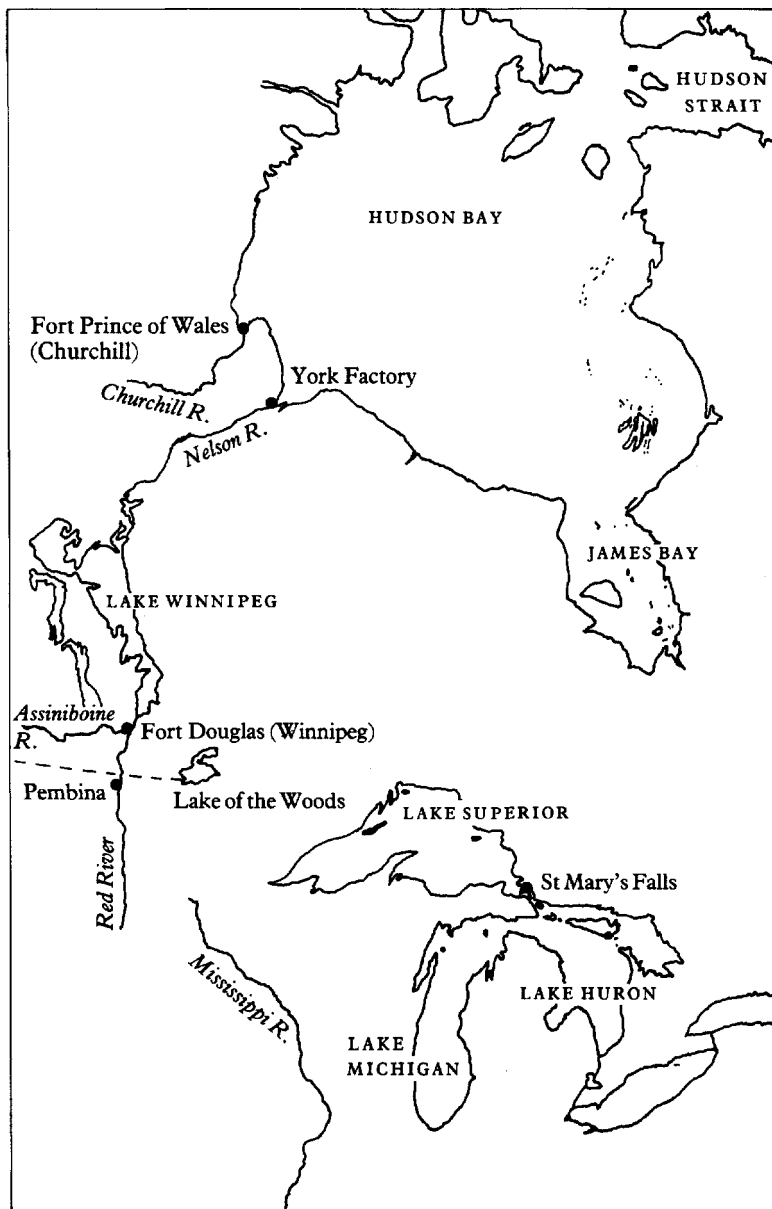 HUDSON
STRAIT
HUDSON BAY
Fort Prince of Wales
(Churchill)
York Factory
Churchill R.
Nelson R.
JAMES BAY
LAKE WINNIPEG
Assiniboine
R.
Fort Douglas (Winnipeg)
Pembina
Lake of the Woods
LAKE SUPERIOR
Red River
St Mary's Falls
Mississippi R.
LAKE HURON
LAKE
MICHIGAN